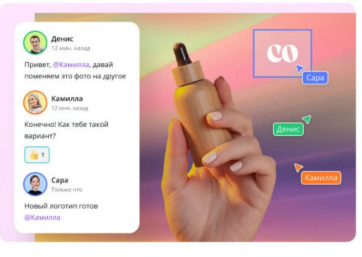 Денис
12 мин. назад
Привет, @Камилла, давай
поменяем это фото на другое
Камилла
12 мин. назад
Конечно! Как тебе такой
вариант?
👍 1
Сара
Только что
Новый логотип готов
@Камилла
co
Сара
Денис
Камилла